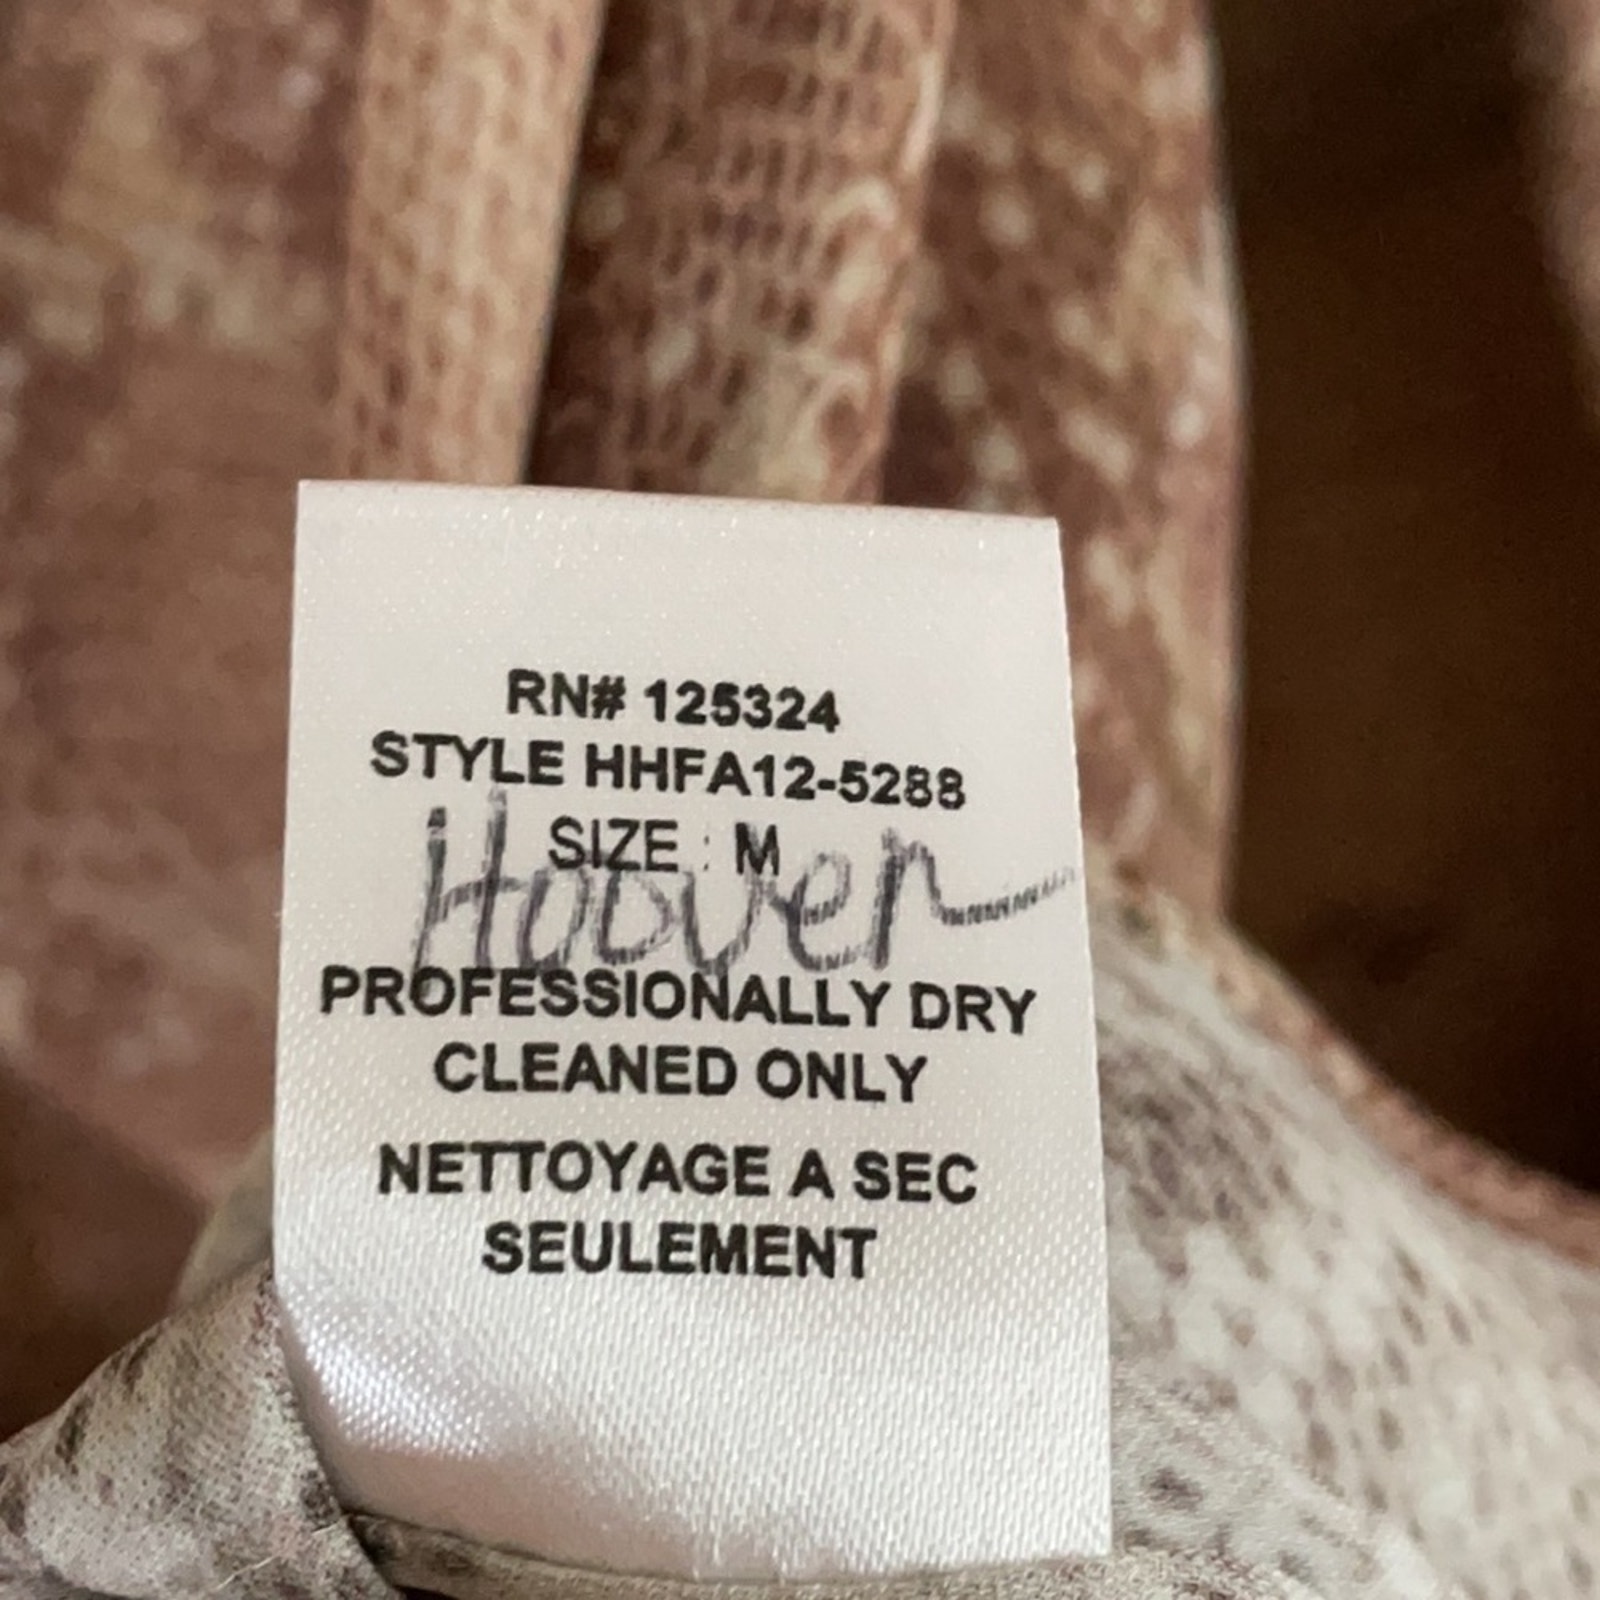 RN# 125324
STYLE HHFA12-5288
SIZE : M
Hoover
PROFESSIONALLY DRY
CLEANED ONLY
NETTOYAGE A SEC
SEULEMENT